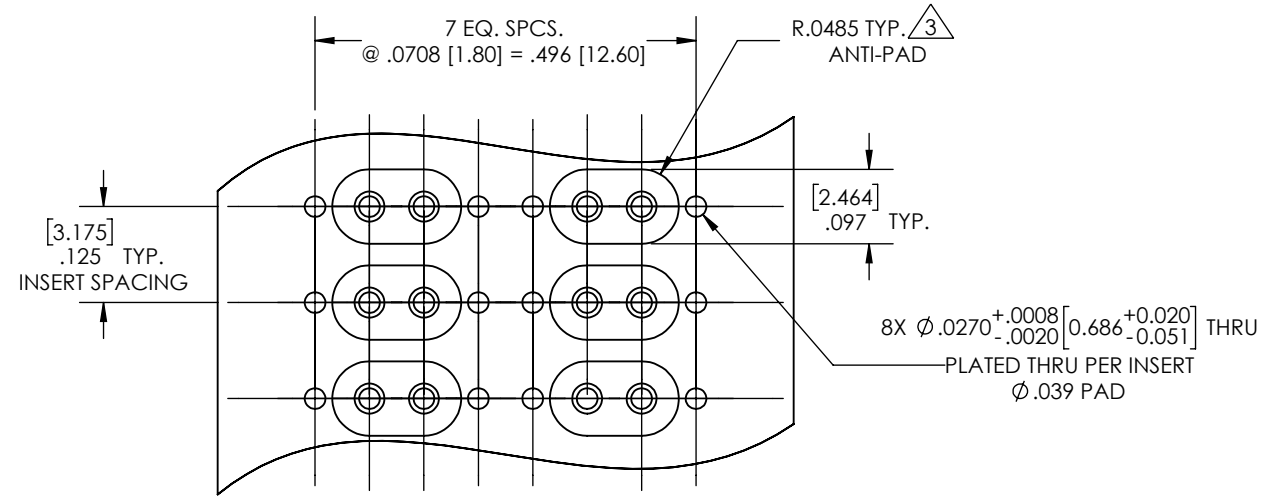 7 EQ. SPCS.
@ .0708 [1.80] = .496 [12.60]
R.0485 TYP. 3
ANTI-PAD
[3.175]
.125 TYP.
INSERT SPACING
[2.464]
.097 TYP.
8X Ø.0270 +.0008 -.0020 [0.686 +0.020 -0.051] THRU
PLATED THRU PER INSERT
Ø.039 PAD